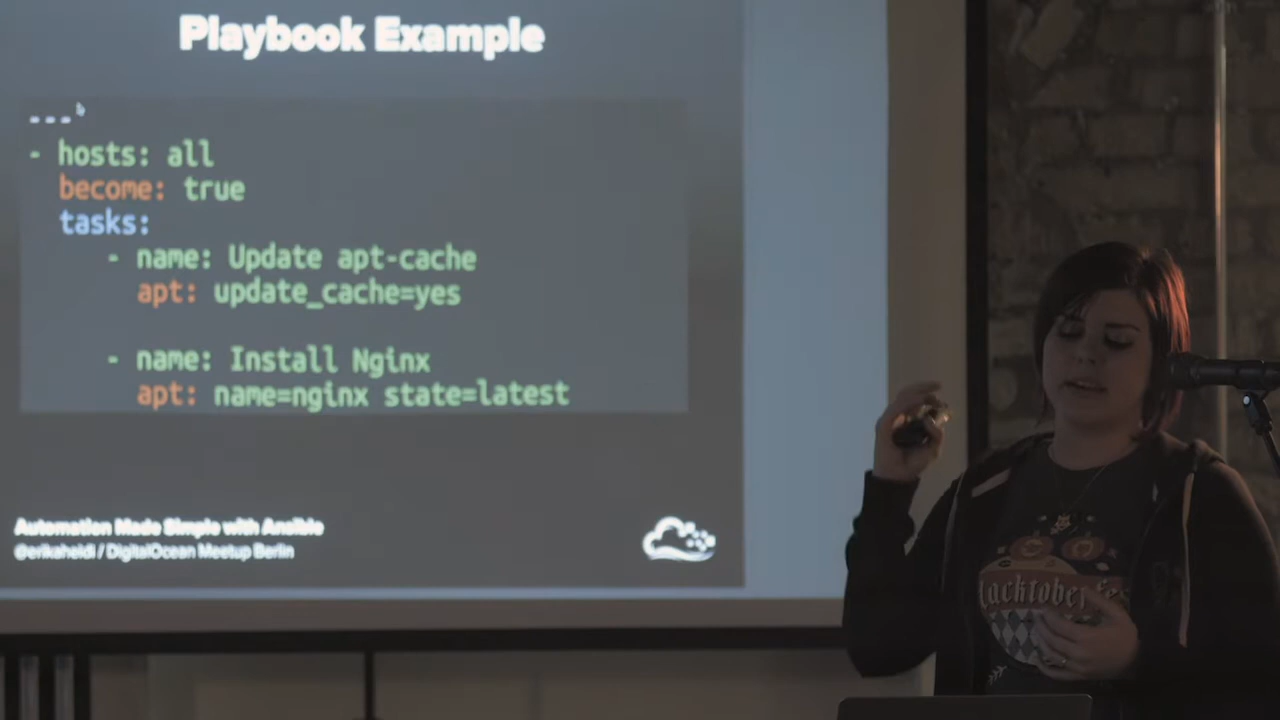 Playbook Example
---
- hosts: all
become: true
tasks:
- name: Update apt-cache
apt: update_cache=yes
- name: Install Nginx
apt: name=nginx state=latest
Automation Made Simple with Ansible
@erikaheidi / DigitalOcean Meetup Berlin